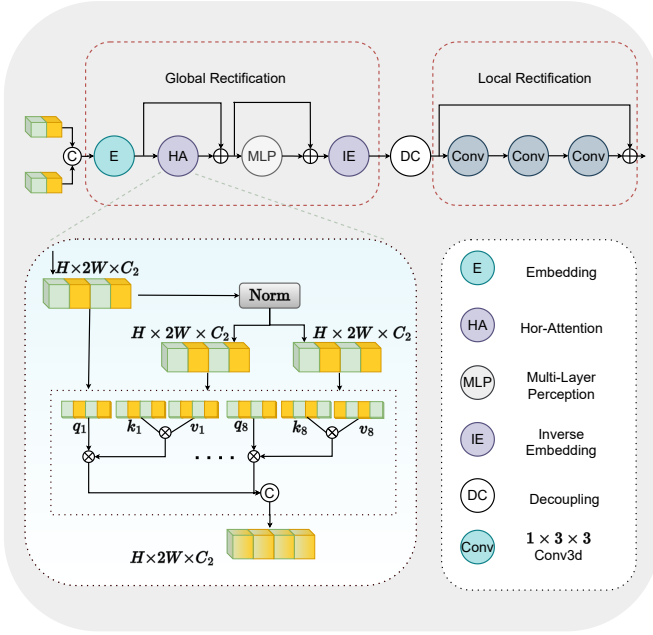 Global Rectification
Local Rectification
C
E
HA
MLP
IE
DC
Conv
Conv
Conv
H×2W×C₂
Norm
H × 2W × C₂
H × 2W × C₂
q₁
k₁
v₁
q₈
k₈
v₈
. . . .
C
H×2W×C₂
E
Embedding
HA
Hor-Attention
MLP
Multi-Layer
Perception
IE
Inverse
Embedding
DC
Decoupling
Conv
1 × 3 × 3
Conv3d